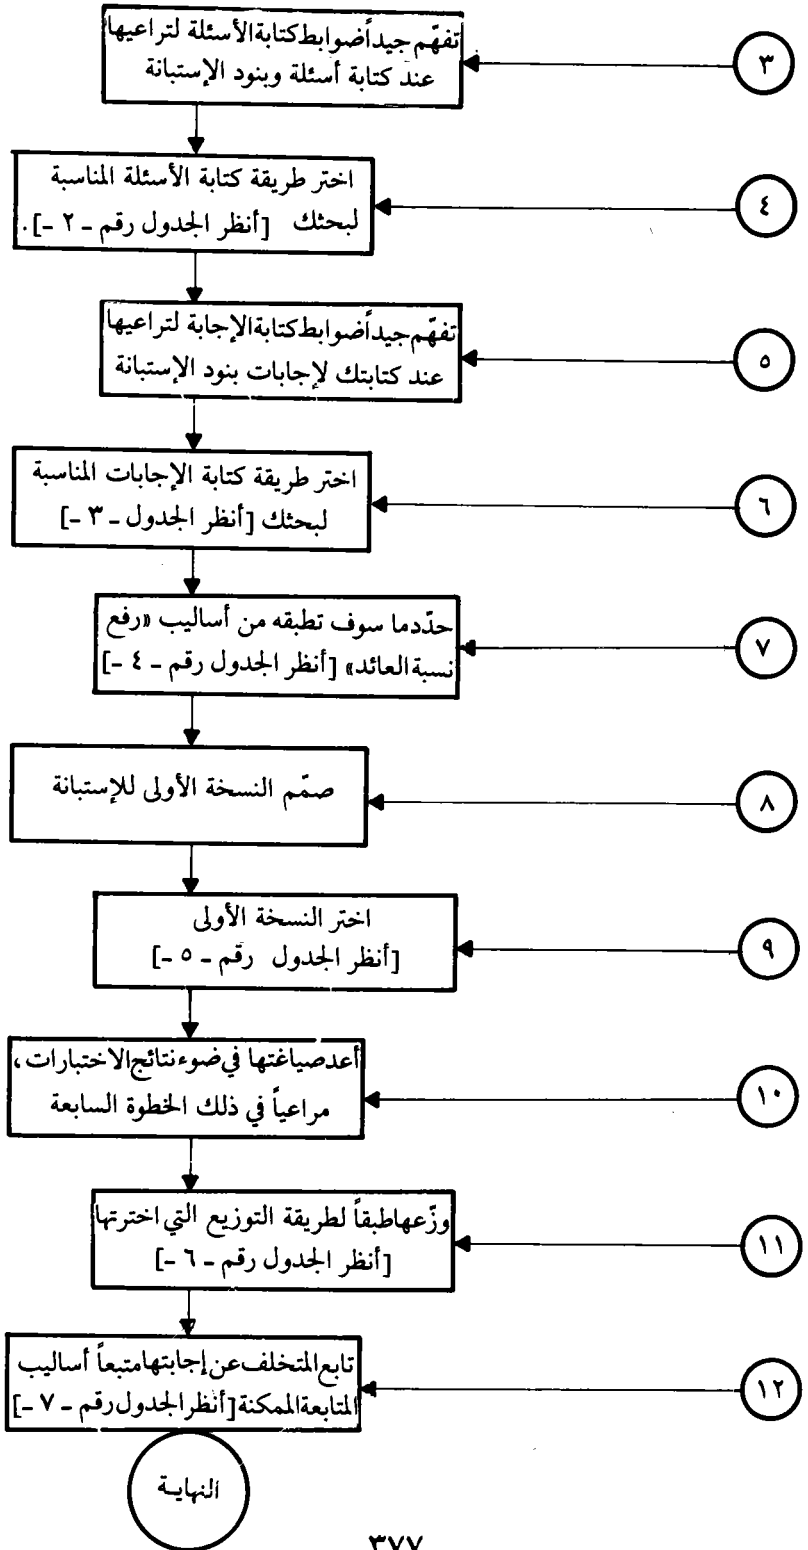 تفهّم جيداً ضوابط كتابة الأسئلة لتراعيها
عند كتابة أسئلة وبنود الإستبانة
٣
اختر طريقة كتابة الأسئلة المناسبة
لبحثك [أنظر الجدول رقم - ٢ -].
٤
تفهّم جيداً ضوابط كتابة الإجابة لتراعيها
عند كتابتك لإجابات بنود الإستبانة
٥
اختر طريقة كتابة الإجابات المناسبة
لبحثك [أنظر الجدول - ٣ -]
٦
حدّد ما سوف تطبقه من أساليب «رفع
نسبة العائد» [أنظر الجدول رقم - ٤ -]
٧
صمّم النسخة الأولى للإستبانة
٨
اختر النسخة الأولى
[أنظر الجدول رقم - ٥ -]
٩
أعد صياغتها في ضوء نتائج الاختبارات،
مراعياً في ذلك الخطوة السابعة
١٠
وزّعها طبقاً لطريقة التوزيع التي اخترتها
[أنظر الجدول رقم - ٦ -]
١١
تابع المتخلف عن إجابتها متبعاً أساليب
المتابعة الممكنة [أنظر الجدول رقم - ٧ -]
١٢
النهاية
٣٧٧